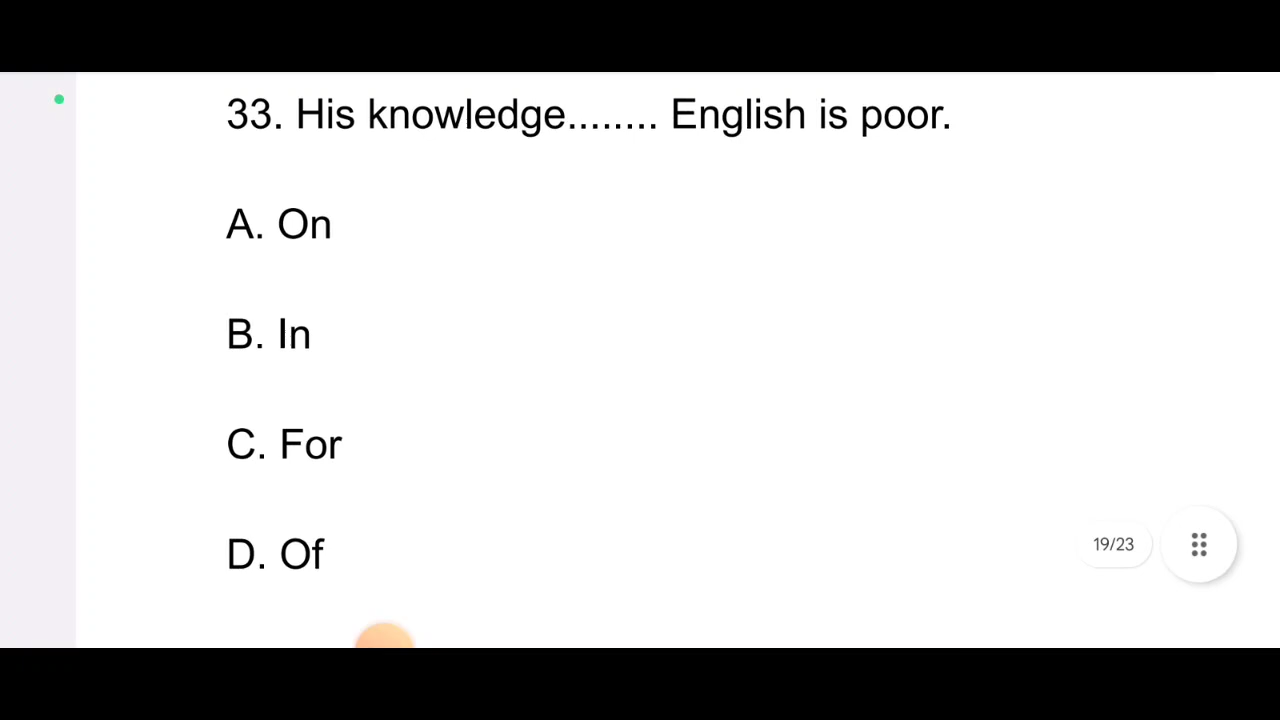 33. His knowledge........ English is poor.
A. On
B. In
C. For
D. Of
19/23